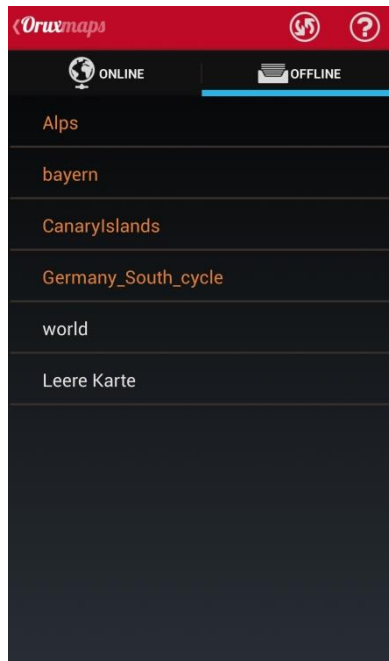 Oruxmaps
ONLINE OFFLINE
Alps
bayern
CanaryIslands
Germany_South_cycle
world
Leere Karte